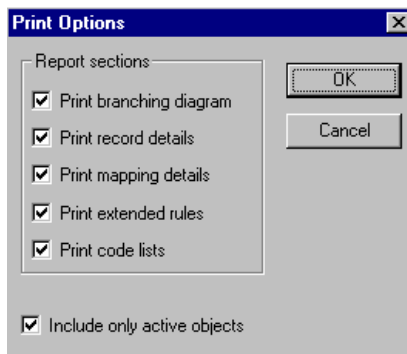 Print Options
Report sections
Print branching diagram
OK
Print record details
Cancel
Print mapping details
Print extended rules
Print code lists
Include only active objects